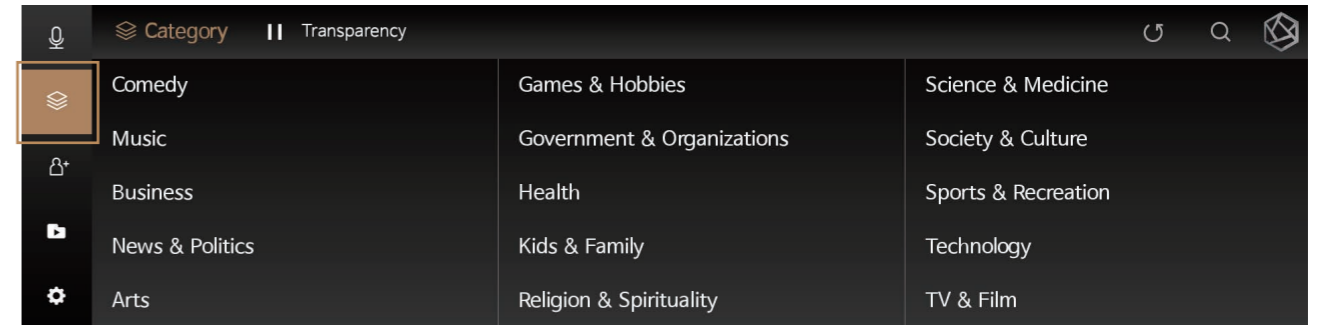 Category Transparency
Comedy
Music
Business
News & Politics
Arts
Games & Hobbies
Government & Organizations
Health
Kids & Family
Religion & Spirituality
Science & Medicine
Society & Culture
Sports & Recreation
Technology
TV & Film